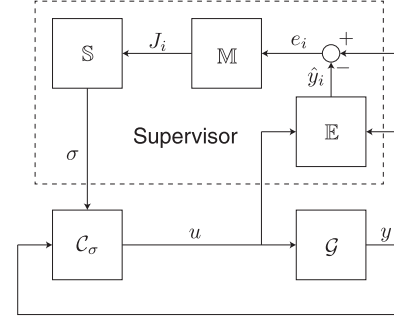 𝕊
J_i
𝕄
e_i
+
−
ŷ_i
𝔼
Supervisor
σ
𝒞_σ
u
𝒢
y